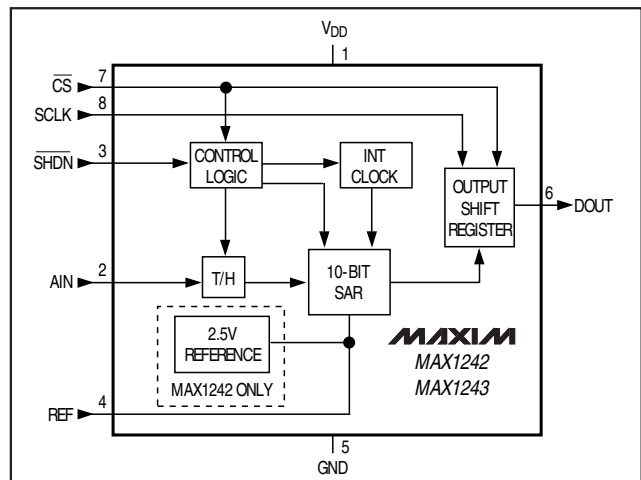 VDD
1
CS
7
SCLK
8
SHDN
3
CONTROL
LOGIC
INT
CLOCK
OUTPUT
SHIFT
REGISTER
6
DOUT
AIN
2
T/H
10-BIT
SAR
2.5V
REFERENCE
MAX1242 ONLY
MAXIM
MAX1242
MAX1243
REF
4
5
GND